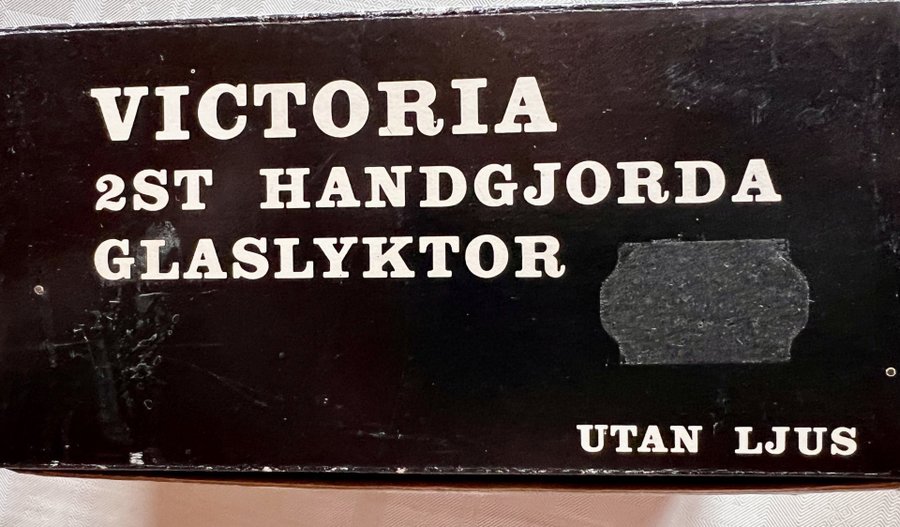 VICTORIA
2ST HANDGJORDA
GLASLYKTOR
UTAN LJUS